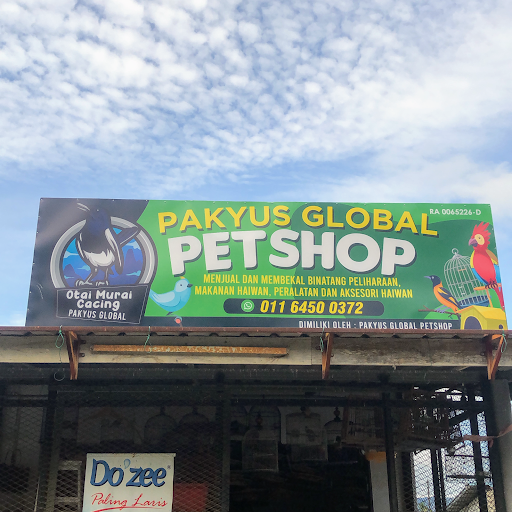 RA 0065226-D
PAKYUS GLOBAL
PETSHOP
MENJUAL DAN MEMBEKAL BINATANG PELIHARAAN,
MAKANAN HAIWAN, PERALATAN DAN AKSESORI HAIWAN
011 6450 0372
DIMILIKI OLEH : PAKYUS GLOBAL PETSHOP
Otai Murai
Cacing
PAKYUS GLOBAL
Do'zee
Paling Laris